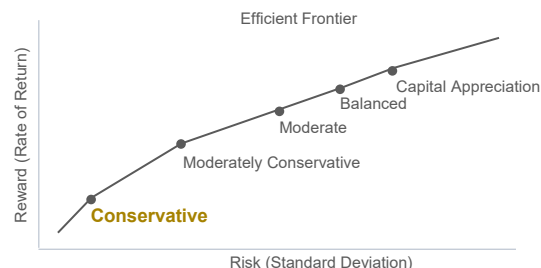 Efficient Frontier
Reward (Rate of Return)
Capital Appreciation
Balanced
Moderate
Moderately Conservative
Conservative
Risk (Standard Deviation)